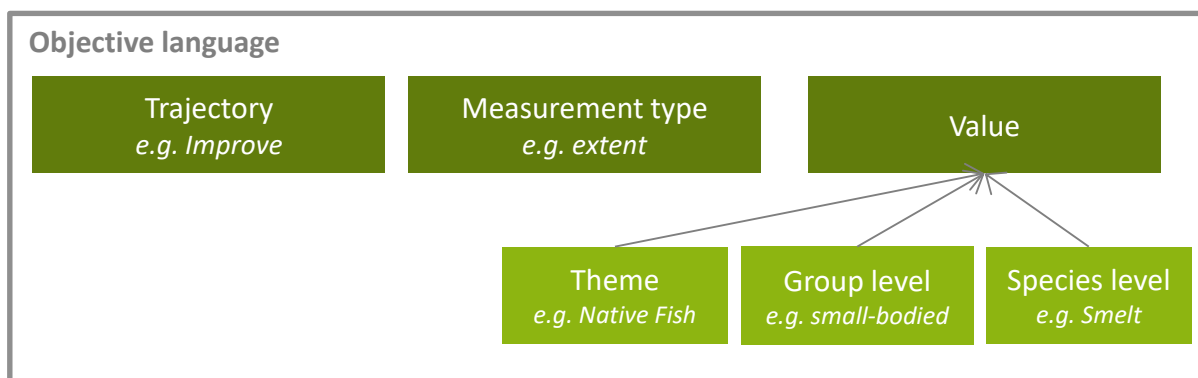 Objective language
Trajectory
e.g. Improve
Measurement type
e.g. extent
Value
Theme
e.g. Native Fish
Group level
e.g. small-bodied
Species level
e.g. Smelt